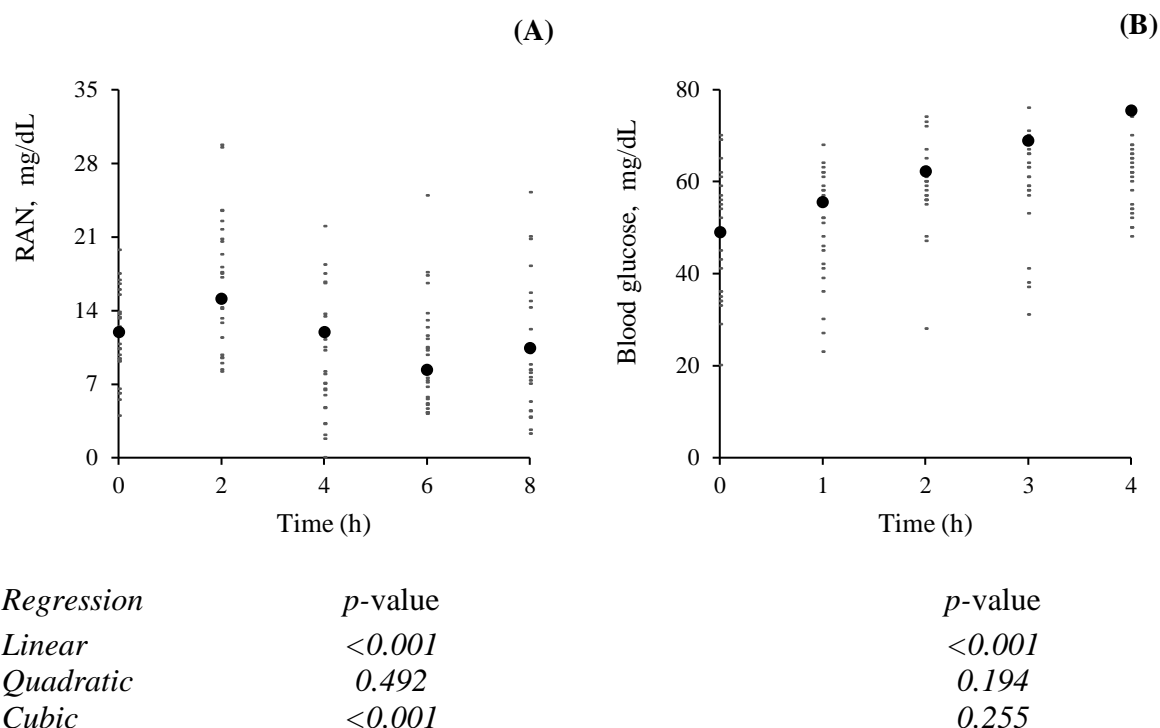 (A)
(B)
RAN, mg/dL
35
28
21
14
7
0
0 2 4 6 8
Time (h)
Blood glucose, mg/dL
80
60
40
20
0
0 1 2 3 4
Time (h)
Regression p-value p-value
Linear <0.001 <0.001
Quadratic 0.492 0.194
Cubic <0.001 0.255